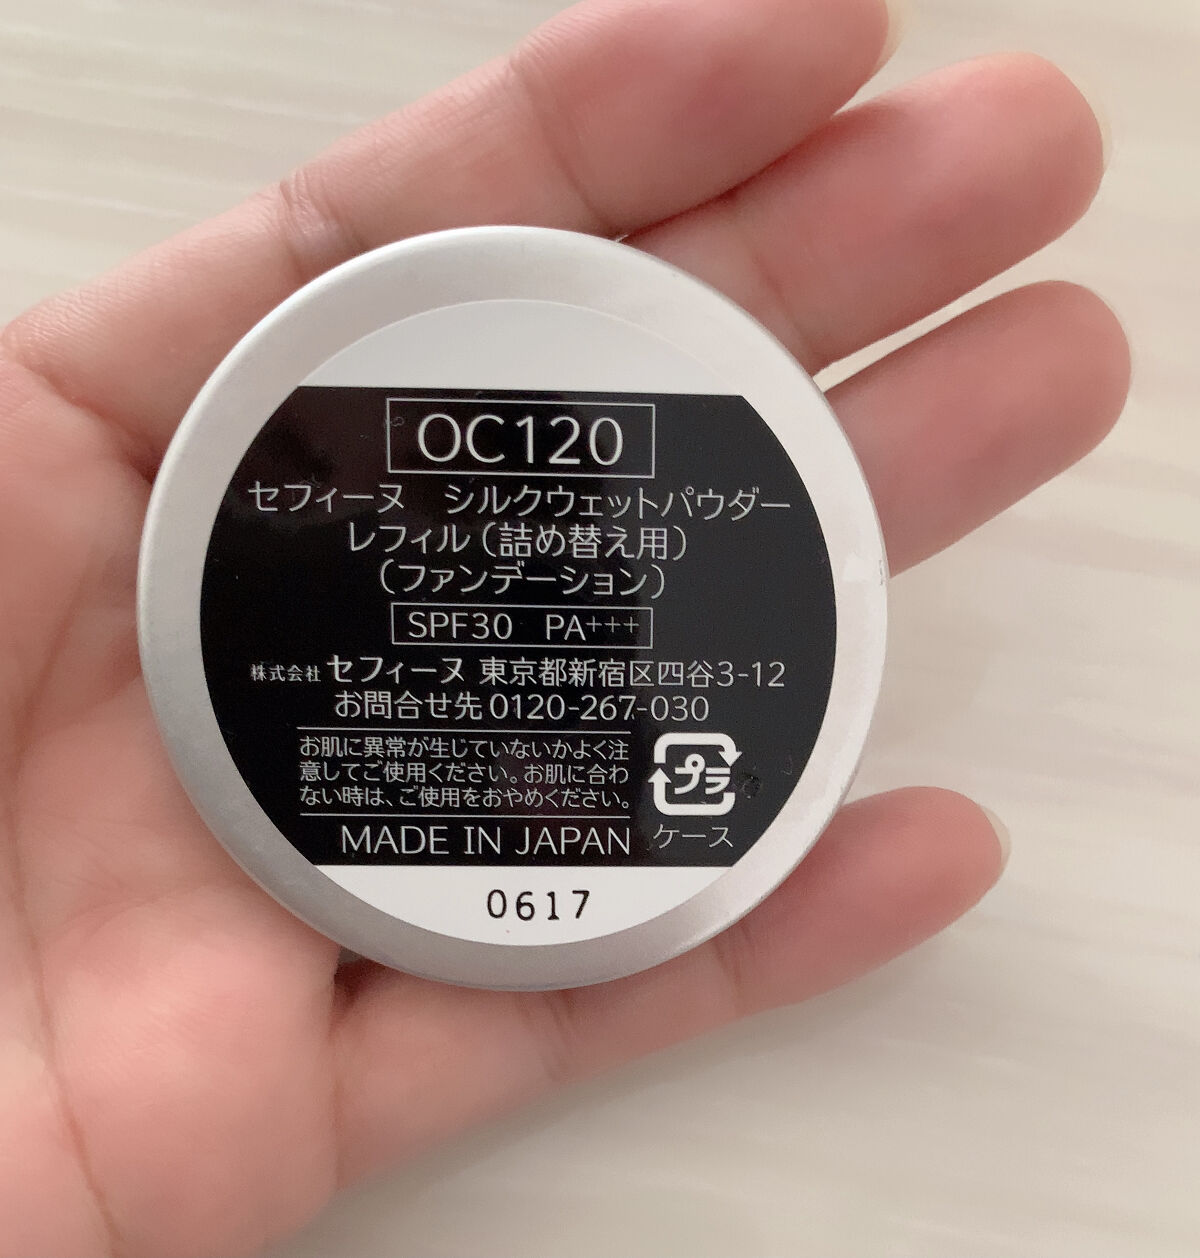 OC120
セフィーヌ　シルクウェットパウダー
レフィル（詰め替え用）
（ファンデーション）
SPF30　PA+++
株式会社 セフィーヌ 東京都新宿区四谷3-12
お問合せ先0120-267-030
お肌に異常が生じていないかよく注
意してご使用ください。お肌に合わ
ない時は、ご使用をおやめください。
プラ
ケース
MADE IN JAPAN
0617